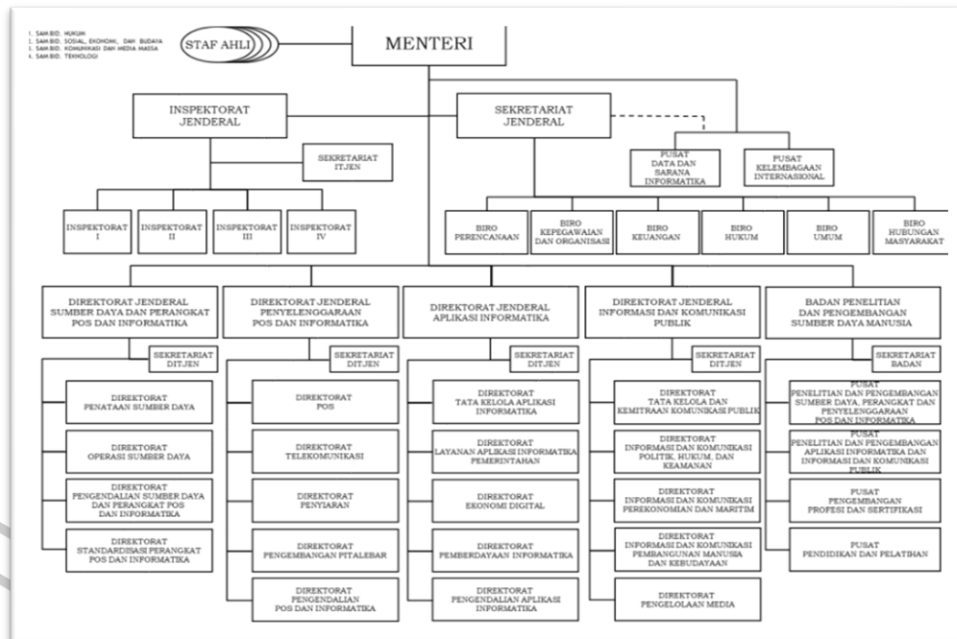 1. SAM BID. HUKUM
2. SAM BID. SOSIAL, EKONOMI, DAN BUDAYA
3. SAM BID. KOMUNIKASI DAN MEDIA MASSA
4. SAM BID. TEKNOLOGI
STAF AHLI
MENTERI
INSPEKTORAT
JENDERAL
SEKRETARIAT
JENDERAL
SEKRETARIAT
ITJEN
PUSAT
DATA DAN
SARANA
INFORMATIKA
PUSAT
KELEMBAGAAN
INTERNASIONAL
INSPEKTORAT
I
INSPEKTORAT
II
INSPEKTORAT
III
INSPEKTORAT
IV
BIRO
PERENCANAAN
BIRO
KEPEGAWAIAN
DAN ORGANISASI
BIRO
KEUANGAN
BIRO
HUKUM
BIRO
UMUM
BIRO
HUBUNGAN
MASYARAKAT
DIREKTORAT JENDERAL
SUMBER DAYA DAN PERANGKAT
POS DAN INFORMATIKA
DIREKTORAT JENDERAL
PENYELENGGARAAN
POS DAN INFORMATIKA
DIREKTORAT JENDERAL
APLIKASI INFORMATIKA
DIREKTORAT JENDERAL
INFORMASI DAN KOMUNIKASI
PUBLIK
BADAN PENELITIAN
DAN PENGEMBANGAN
SUMBER DAYA MANUSIA
SEKRETARIAT
DITJEN
SEKRETARIAT
DITJEN
SEKRETARIAT
DITJEN
SEKRETARIAT
DITJEN
SEKRETARIAT
BADAN
DIREKTORAT
PENATAAN SUMBER DAYA
DIREKTORAT
POS
DIREKTORAT
TATA KELOLA APLIKASI
INFORMATIKA
DIREKTORAT
TATA KELOLA DAN
KEMITRAAN KOMUNIKASI PUBLIK
PUSAT
PENELITIAN DAN PENGEMBANGAN
SUMBER DAYA, PERANGKAT DAN
PENYELENGGARAAN
POS DAN INFORMATIKA
DIREKTORAT
OPERASI SUMBER DAYA
DIREKTORAT
TELEKOMUNIKASI
DIREKTORAT
LAYANAN APLIKASI INFORMATIKA
PEMERINTAHAN
DIREKTORAT
INFORMASI DAN KOMUNIKASI
POLITIK, HUKUM, DAN
KEAMANAN
PUSAT
PENELITIAN DAN PENGEMBANGAN
APLIKASI INFORMATIKA DAN
INFORMASI DAN KOMUNIKASI
PUBLIK
DIREKTORAT
PENGENDALIAN SUMBER DAYA
DAN PERANGKAT POS
DAN INFORMATIKA
DIREKTORAT
PENYIARAN
DIREKTORAT
EKONOMI DIGITAL
DIREKTORAT
INFORMASI DAN KOMUNIKASI
PEREKONOMIAN DAN MARITIM
PUSAT
PENGEMBANGAN
PROFESI DAN SERTIFIKASI
DIREKTORAT
STANDARDISASI PERANGKAT
POS DAN INFORMATIKA
DIREKTORAT
PENGEMBANGAN PITALEBAR
DIREKTORAT
PEMBERDAYAAN INFORMATIKA
DIREKTORAT
INFORMASI DAN KOMUNIKASI
PEMBANGUNAN MANUSIA
DAN KEBUDAYAAN
PUSAT
PENDIDIKAN DAN PELATIHAN
DIREKTORAT
PENGENDALIAN
POS DAN INFORMATIKA
DIREKTORAT
PENGENDALIAN APLIKASI
INFORMATIKA
DIREKTORAT
PENGELOLAAN MEDIA